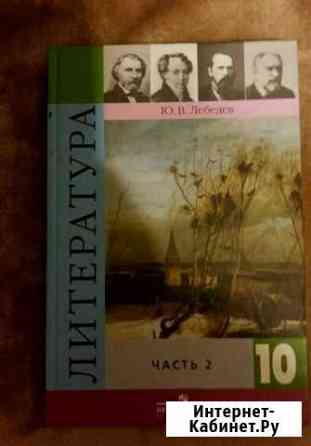 Ю. В. Лебедев
ЛИТЕРАТУРА
ЧАСТЬ 2
10
Интернет-
Кабинет.Ру